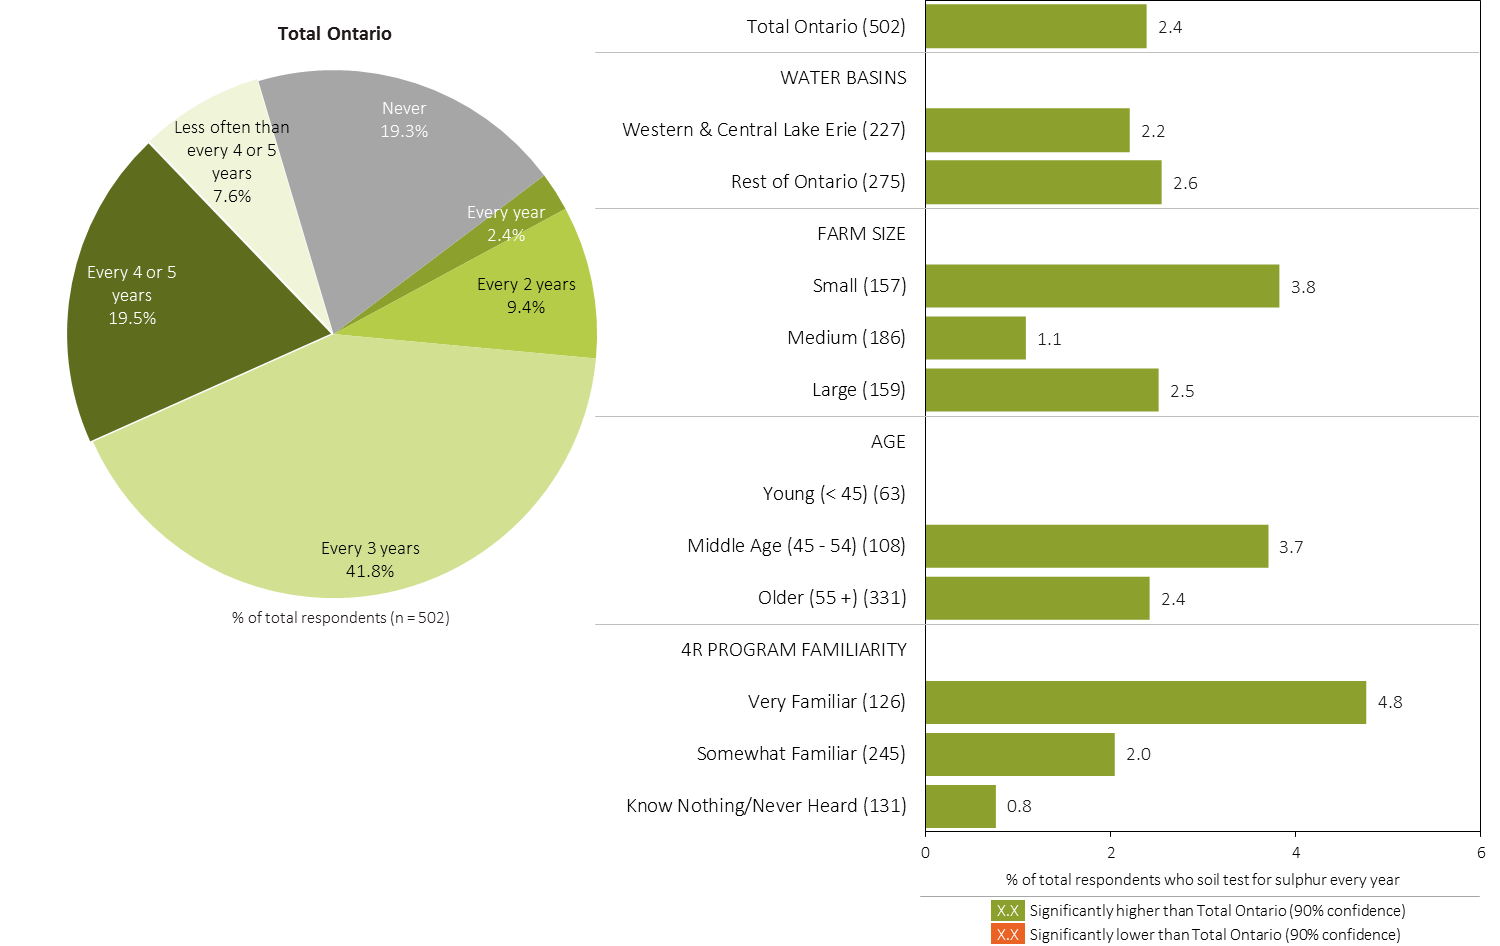 Total Ontario
Never
19.3%
Less often than
every 4 or 5
years
7.6%
Every year
2.4%
Every 2 years
9.4%
Every 4 or 5
years
19.5%
Every 3 years
41.8%
% of total respondents (n = 502)
Total Ontario (502) 2.4
WATER BASINS
Western & Central Lake Erie (227) 2.2
Rest of Ontario (275) 2.6
FARM SIZE
Small (157) 3.8
Medium (186) 1.1
Large (159) 2.5
AGE
Young (< 45) (63)
Middle Age (45 - 54) (108) 3.7
Older (55 +) (331) 2.4
4R PROGRAM FAMILIARITY
Very Familiar (126) 4.8
Somewhat Familiar (245) 2.0
Know Nothing/Never Heard (131) 0.8
0 2 4 6
% of total respondents who soil test for sulphur every year
X.X Significantly higher than Total Ontario (90% confidence)
X.X Significantly lower than Total Ontario (90% confidence)